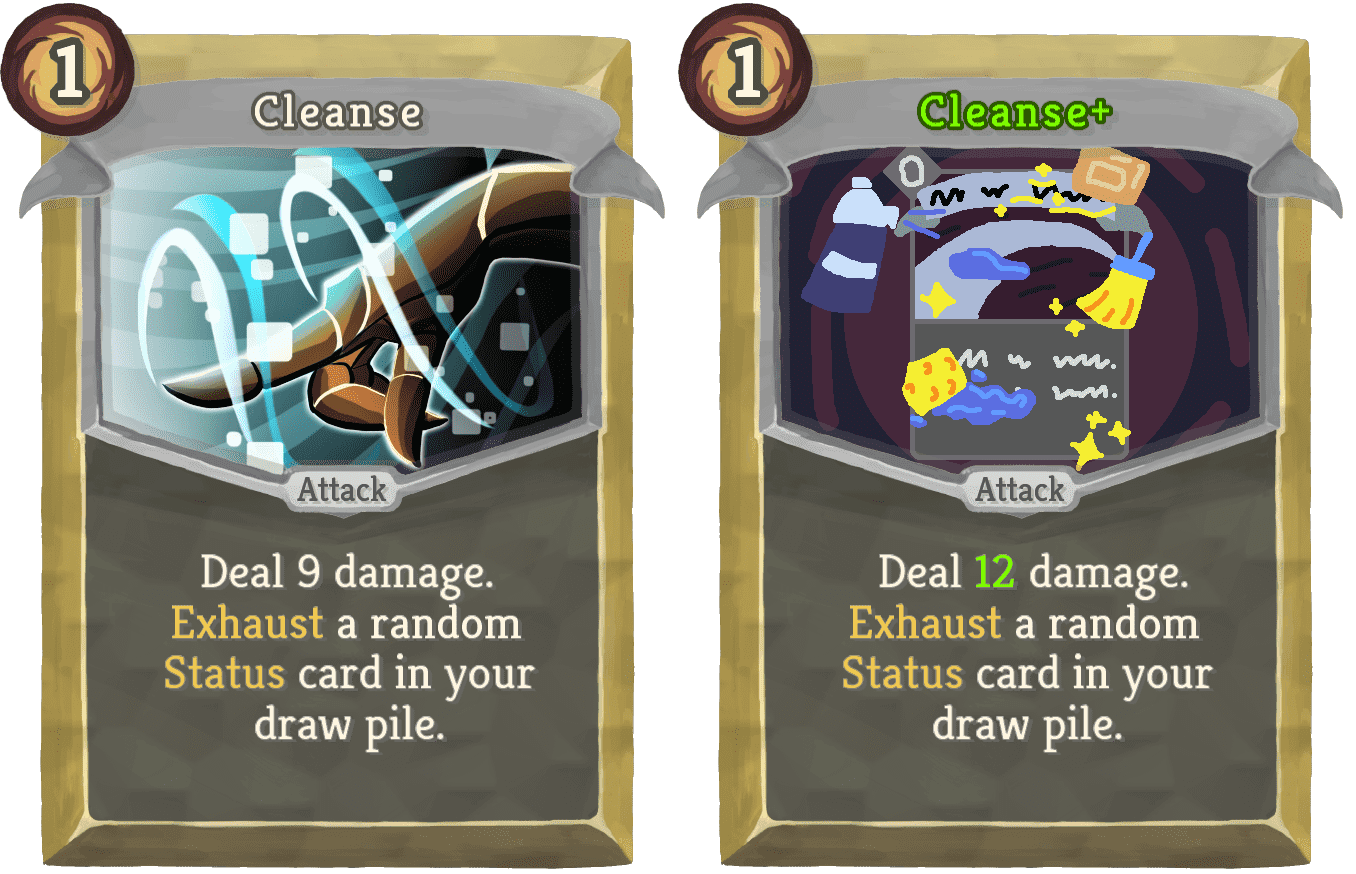 1
Cleanse
Attack
Deal 9 damage.
Exhaust a random
Status card in your
draw pile.
1
Cleanse+
0
Attack
Deal 12 damage.
Exhaust a random
Status card in your
draw pile.